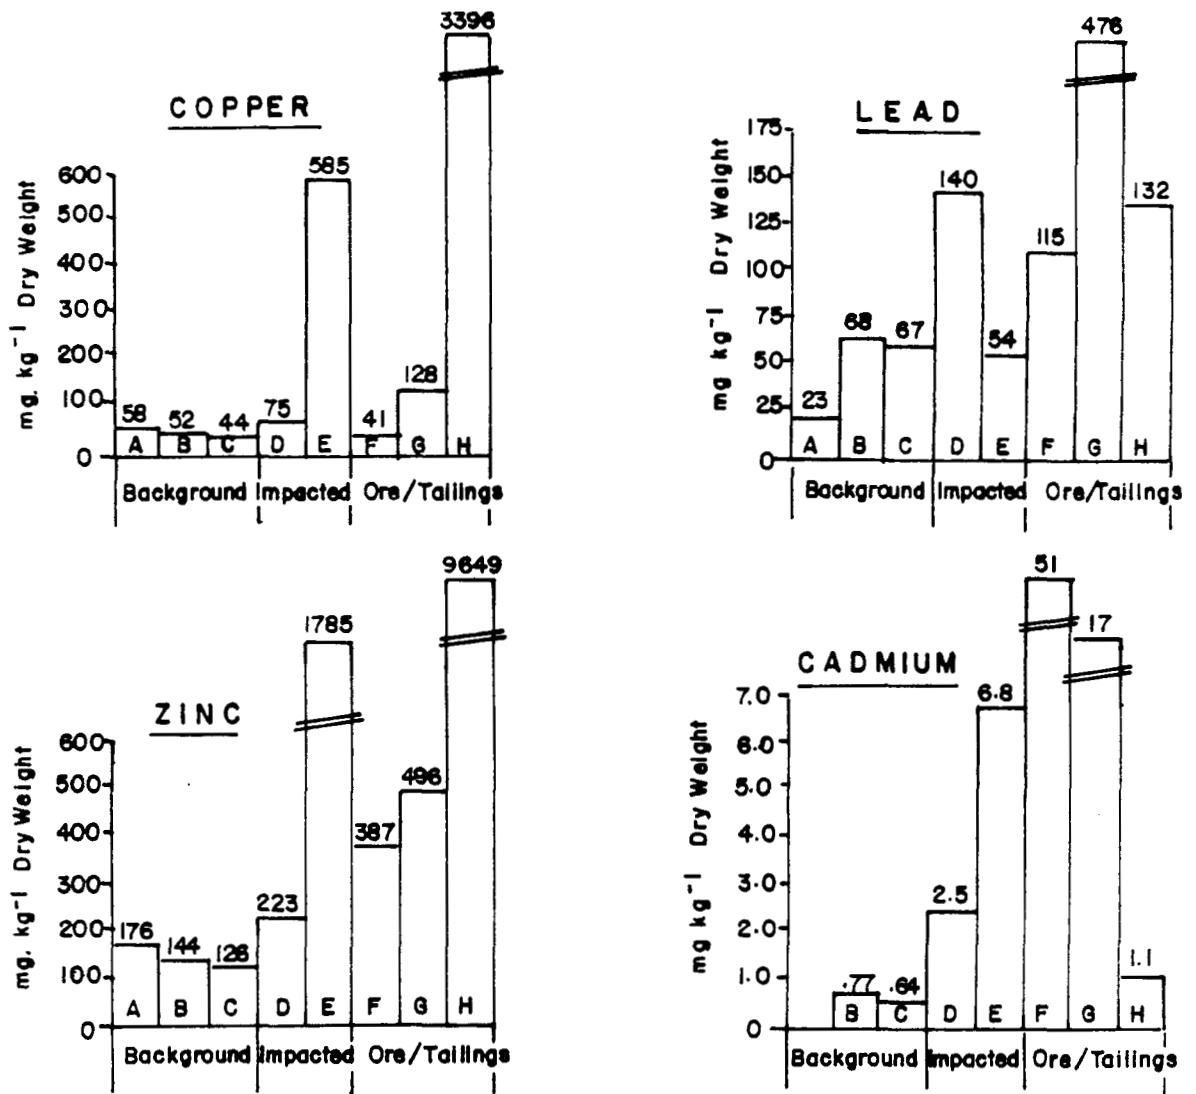 COPPER
mg. kg⁻¹ Dry Weight
600
500
400
300
200
100
0
58 52 44 75 585 41 128 3396
A B C D E F G H
Background Impacted Ore/Tailings
LEAD
mg kg⁻¹ Dry Weight
175
150
125
100
75
50
25
0
23 68 67 140 54 115 476 132
A B C D E F G H
Background Impacted Ore/Tailings
ZINC
mg. kg⁻¹ Dry Weight
600
500
400
300
200
100
0
176 144 126 223 1785 387 496 9649
A B C D E F G H
Background Impacted Ore/Tailings
CADMIUM
mg kg⁻¹ Dry Weight
7.0
6.0
5.0
4.0
3.0
2.0
1.0
0
.77 .64 2.5 6.8 51 17 1.1
B C D E F G H
Background Impacted Ore/Tailings